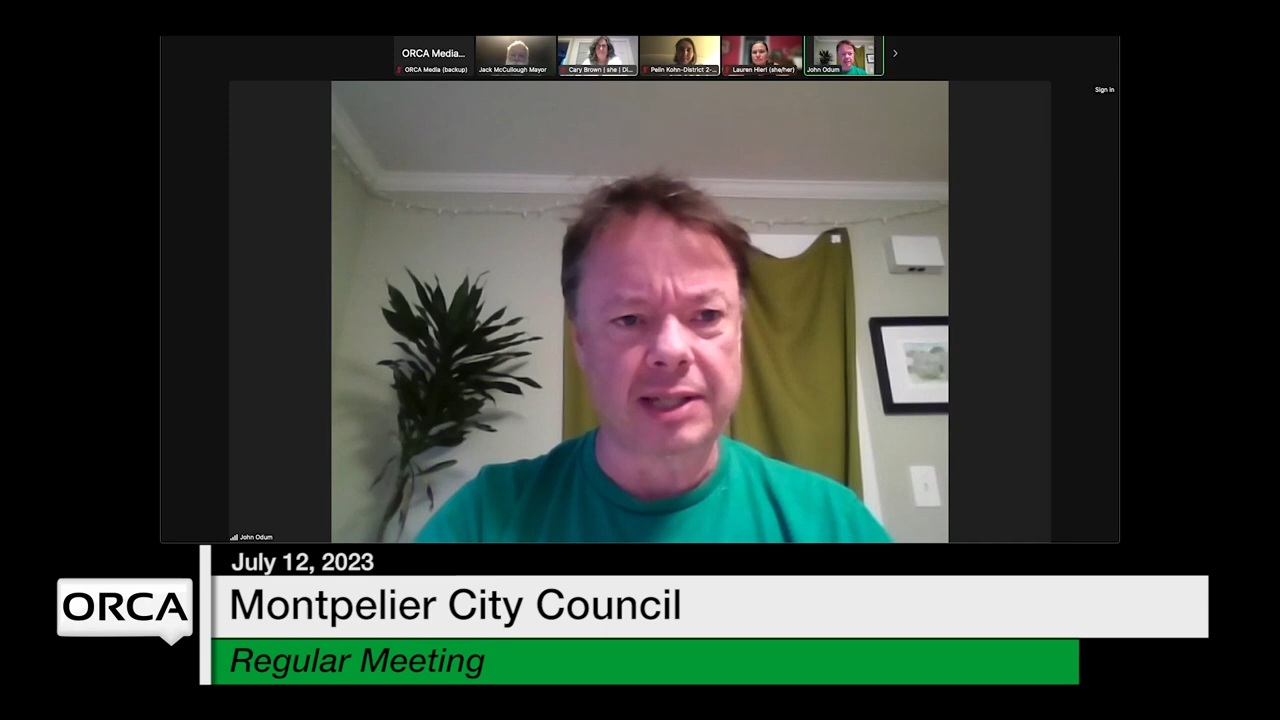 ORCA Media...
ORCA Media (backup)
Jack McCullough Mayor
Cary Brown | she | Di...
Pelin Kohn-District 2-...
Lauren Hierl (she/her)
John Odum
Sign in
John Odum
July 12, 2023
ORCA
Montpelier City Council
Regular Meeting